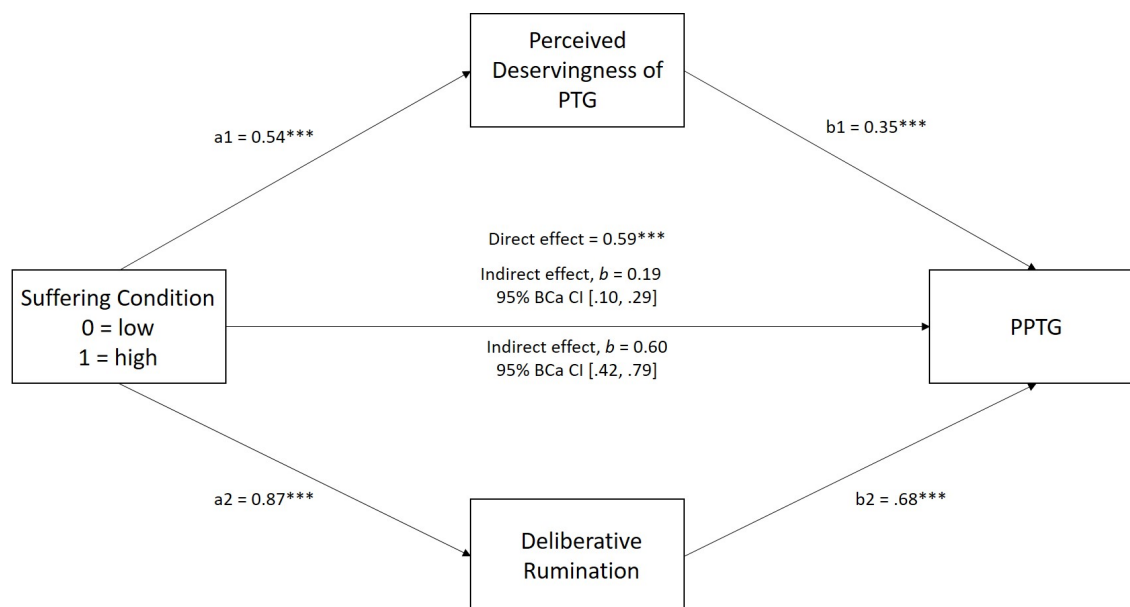 Perceived
Deservingness of
PTG
a1 = 0.54***
b1 = 0.35***
Direct effect = 0.59***
Indirect effect, b = 0.19
95% BCa CI [.10, .29]
Suffering Condition
0 = low
1 = high
PPTG
Indirect effect, b = 0.60
95% BCa CI [.42, .79]
a2 = 0.87***
b2 = .68***
Deliberative
Rumination